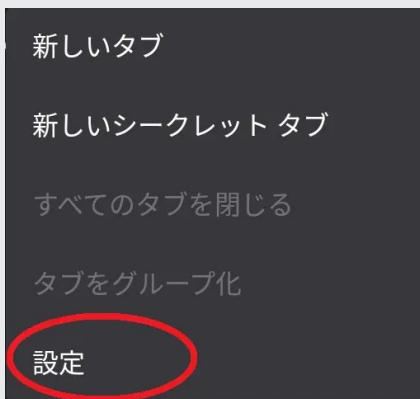 新しいタブ
新しいシークレット タブ
すべてのタブを閉じる
タブをグループ化
設定